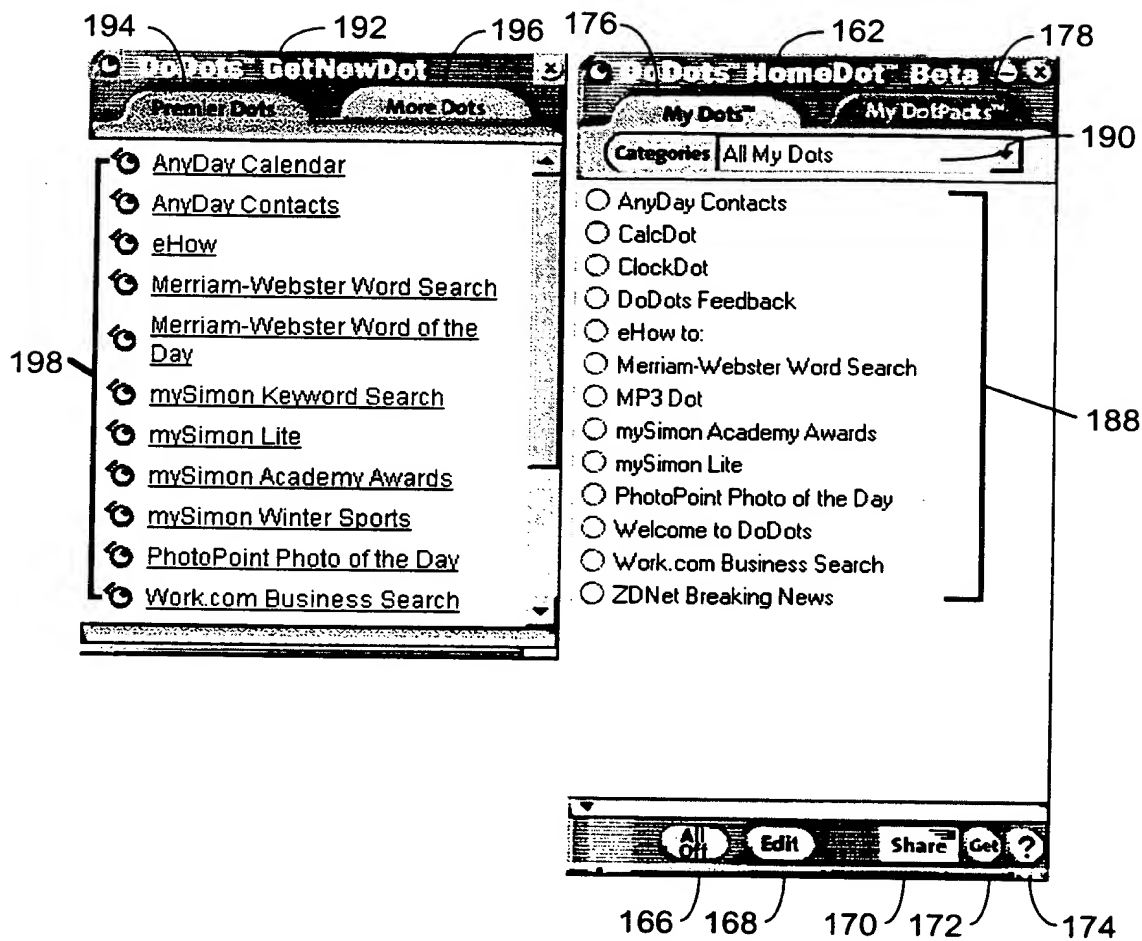 194
192
196
DoDots™ GetNewDot
Premier Dots
More Dots
AnyDay Calendar
AnyDay Contacts
eHow
Merriam-Webster Word Search
Merriam-Webster Word of the
Day
mySimon Keyword Search
mySimon Lite
mySimon Academy Awards
mySimon Winter Sports
PhotoPoint Photo of the Day
Work.com Business Search
198
176
162
178
DoDots™ HomeDot™ Beta
My Dots™
My DotPacks™
190
Categories All My Dots
AnyDay Contacts
CalcDot
ClockDot
DoDots Feedback
eHow to:
Merriam-Webster Word Search
MP3 Dot
mySimon Academy Awards
mySimon Lite
PhotoPoint Photo of the Day
Welcome to DoDots
Work.com Business Search
ZDNet Breaking News
188
All
Off
Edit
Share
Get
?
166
168
170
172
174